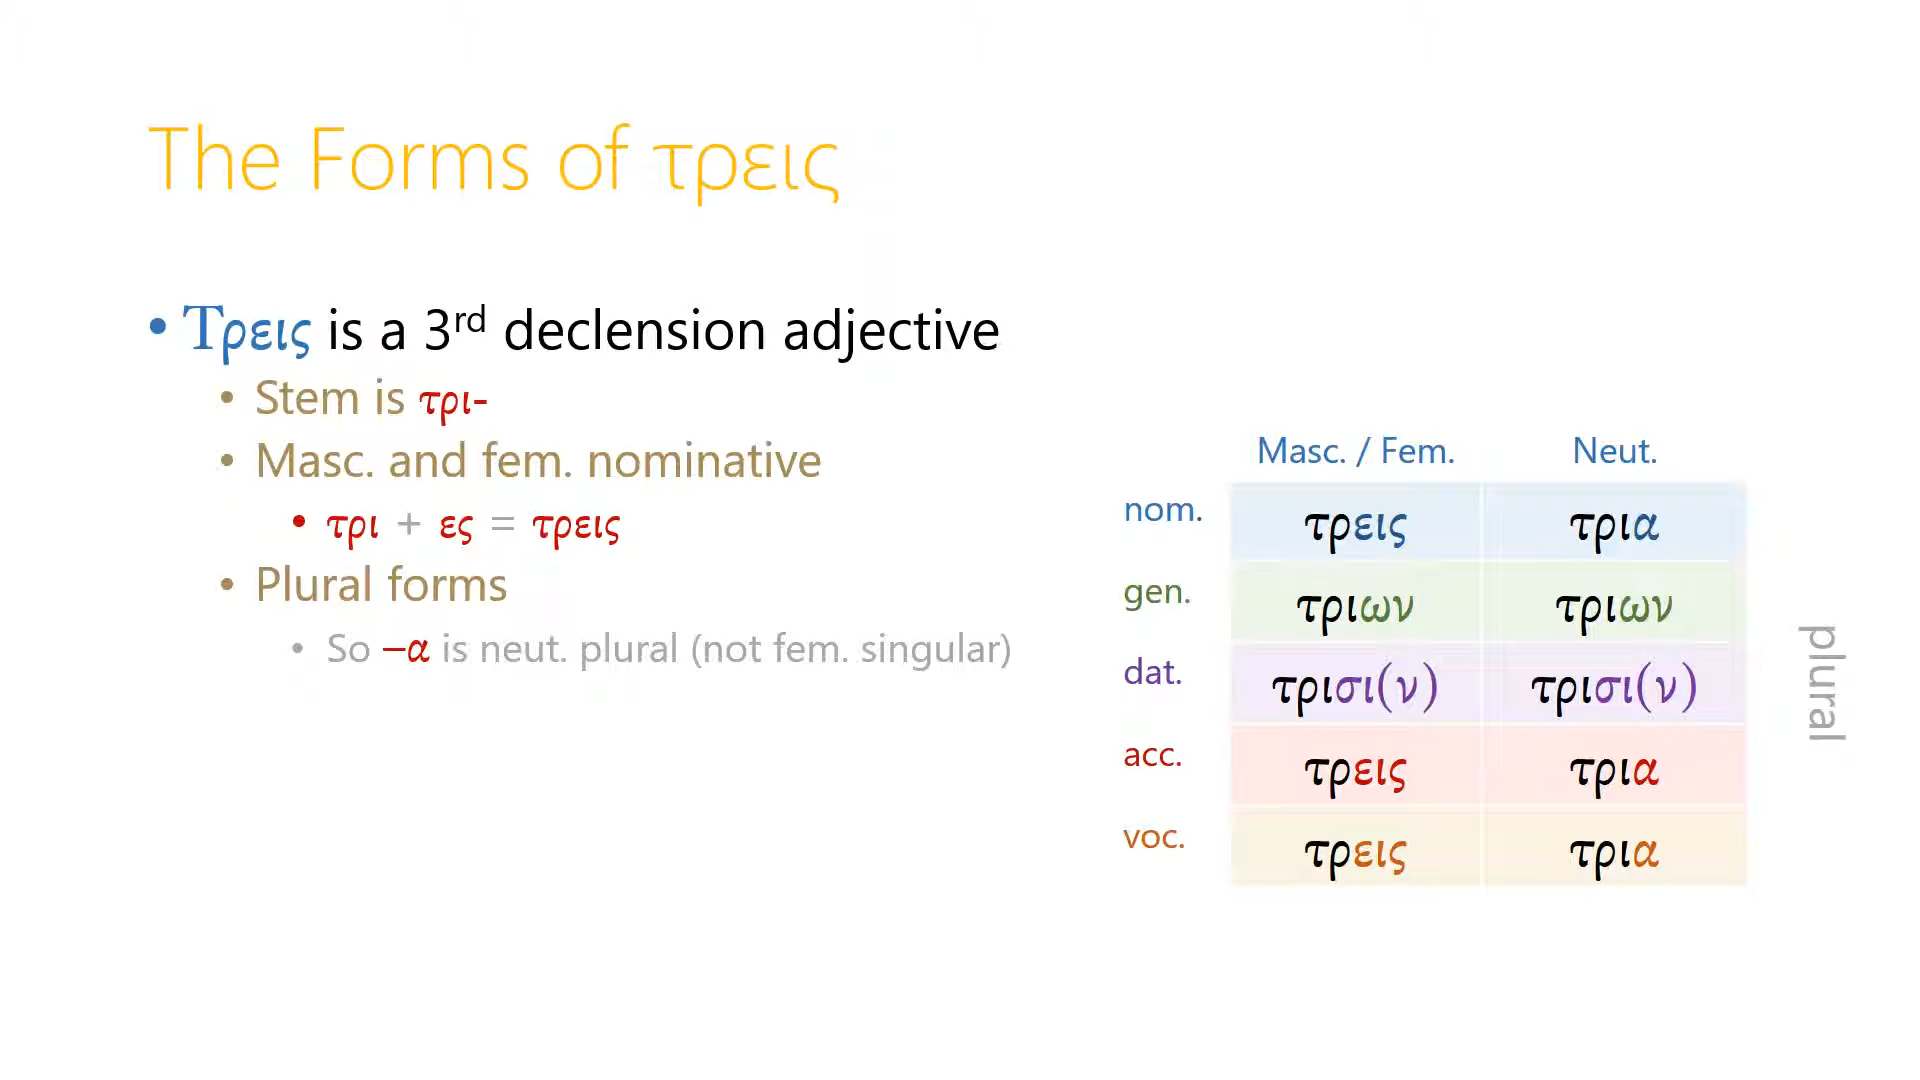 The Forms of τρεις
• Τρεις is a 3rd declension adjective
• Stem is τρι-
• Masc. and fem. nominative
• τρι + ες = τρεις
• Plural forms
• So –α is neut. plural (not fem. singular)
Masc. / Fem. Neut.
nom. τρεις τρια
gen. τριων τριων
dat. τρισι(ν) τρισι(ν)
acc. τρεις τρια
voc. τρεις τρια
plural